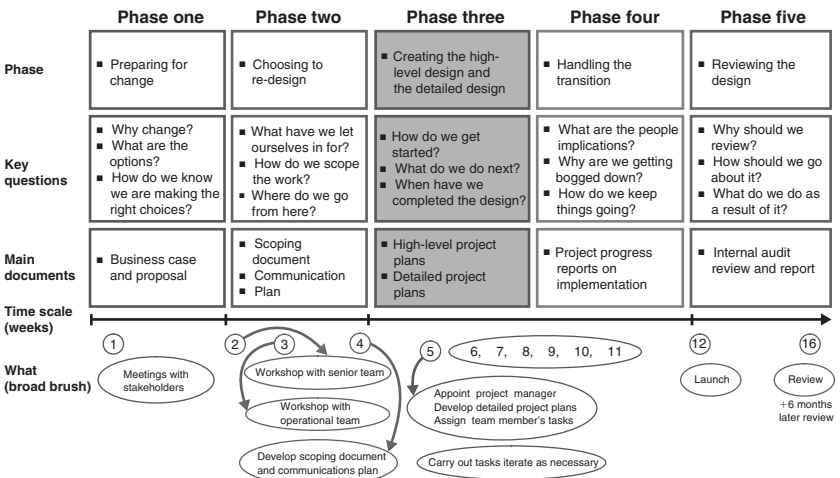 Phase one
Phase two
Phase three
Phase four
Phase five
Phase
▪ Preparing for
change
▪ Choosing to
re-design
▪ Creating the high-
level design and
the detailed design
▪ Handling the
transition
▪ Reviewing the
design
Key
questions
▪ Why change?
▪ What are the
options?
▪ How do we know
we are making the
right choices?
▪ What have we let
ourselves in for?
▪ How do we scope
the work?
▪ Where do we go
from here?
▪ How do we get
started?
▪ What do we do next?
▪ When have we
completed the design?
▪ What are the people
implications?
▪ Why are we getting
bogged down?
▪ How do we keep
things going?
▪ Why should we
review?
▪ How should we go
about it?
▪ What do we do as
a result of it?
Main
documents
▪ Business case
and proposal
▪ Scoping
document
▪ Communication
▪ Plan
▪ High-level project
plans
▪ Detailed project
plans
▪ Project progress
reports on
implementation
▪ Internal audit
review and report
Time scale
(weeks)
1
2
3
4
5
6, 7, 8, 9, 10, 11
12
16
What
(broad brush)
Meetings with
stakeholders
Workshop with senior team
Workshop with
operational team
Develop scoping document
and communications plan
Appoint project manager
Develop detailed project plans
Assign team member's tasks
Carry out tasks iterate as necessary
Launch
Review
+6 months
later review